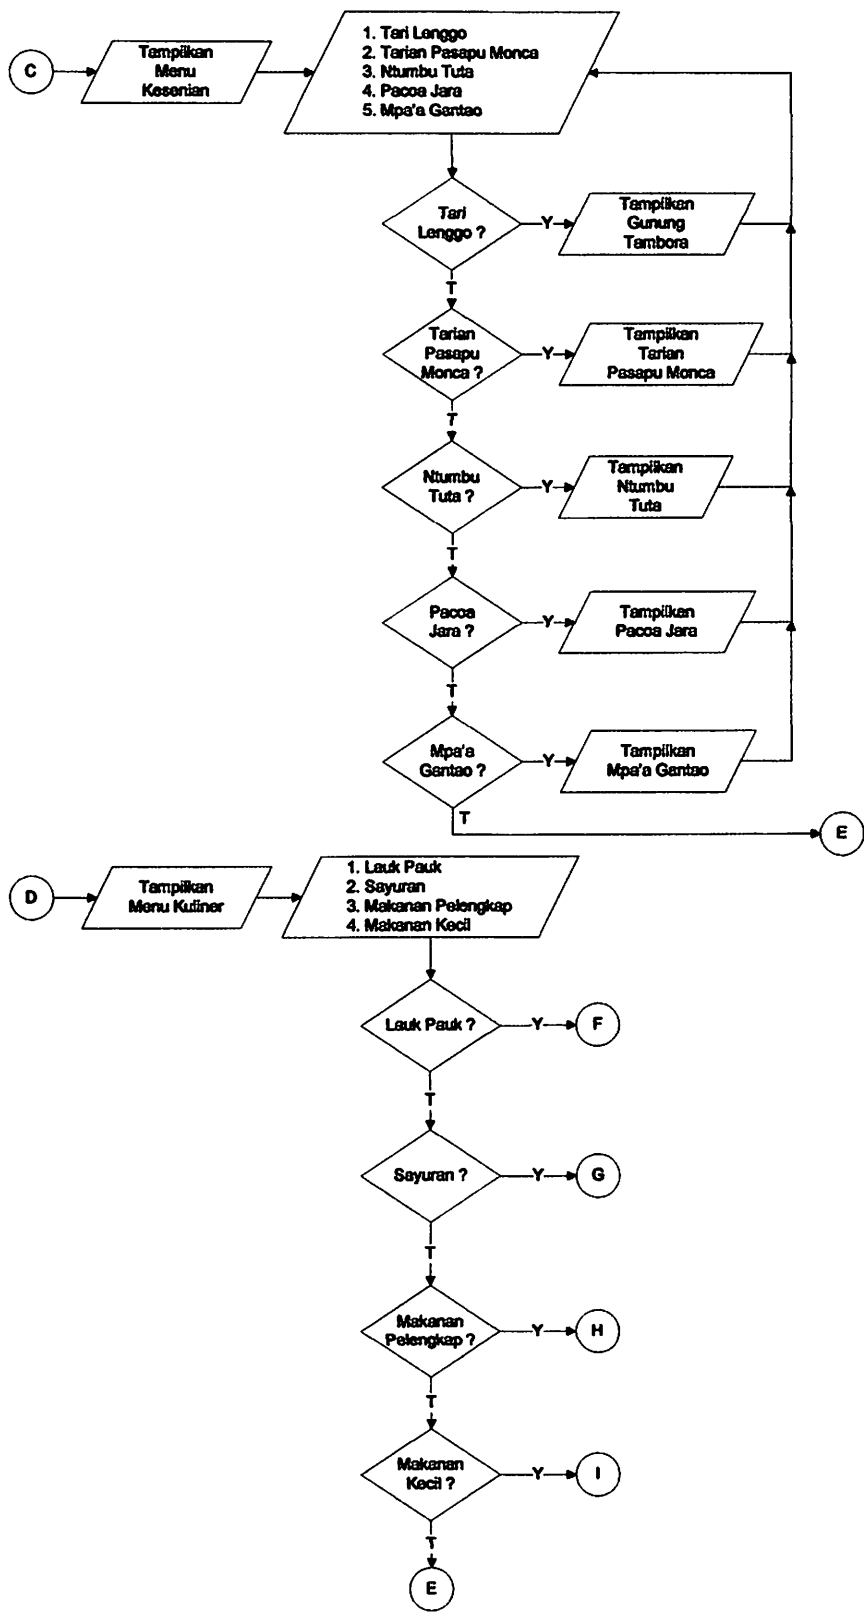 C
Tampilkan
Menu
Kesenian
1. Tari Lenggo
2. Tarian Pasapu Monca
3. Ntumbu Tuta
4. Pacoa Jara
5. Mpa'a Gantao
Tari
Lenggo ?
Y
Tampilkan
Gunung
Tambora
T
Tarian
Pasapu
Monca ?
Y
Tampilkan
Tarian
Pasapu Monca
T
Ntumbu
Tuta ?
Y
Tampilkan
Ntumbu
Tuta
T
Pacoa
Jara ?
Y
Tampilkan
Pacoa Jara
T
Mpa'a
Gantao ?
Y
Tampilkan
Mpa'a Gantao
T
E
D
Tampilkan
Menu Kuliner
1. Lauk Pauk
2. Sayuran
3. Makanan Pelengkap
4. Makanan Kecil
Lauk Pauk ?
Y
F
T
Sayuran ?
Y
G
T
Makanan
Pelengkap ?
Y
H
T
Makanan
Kecil ?
Y
I
T
E